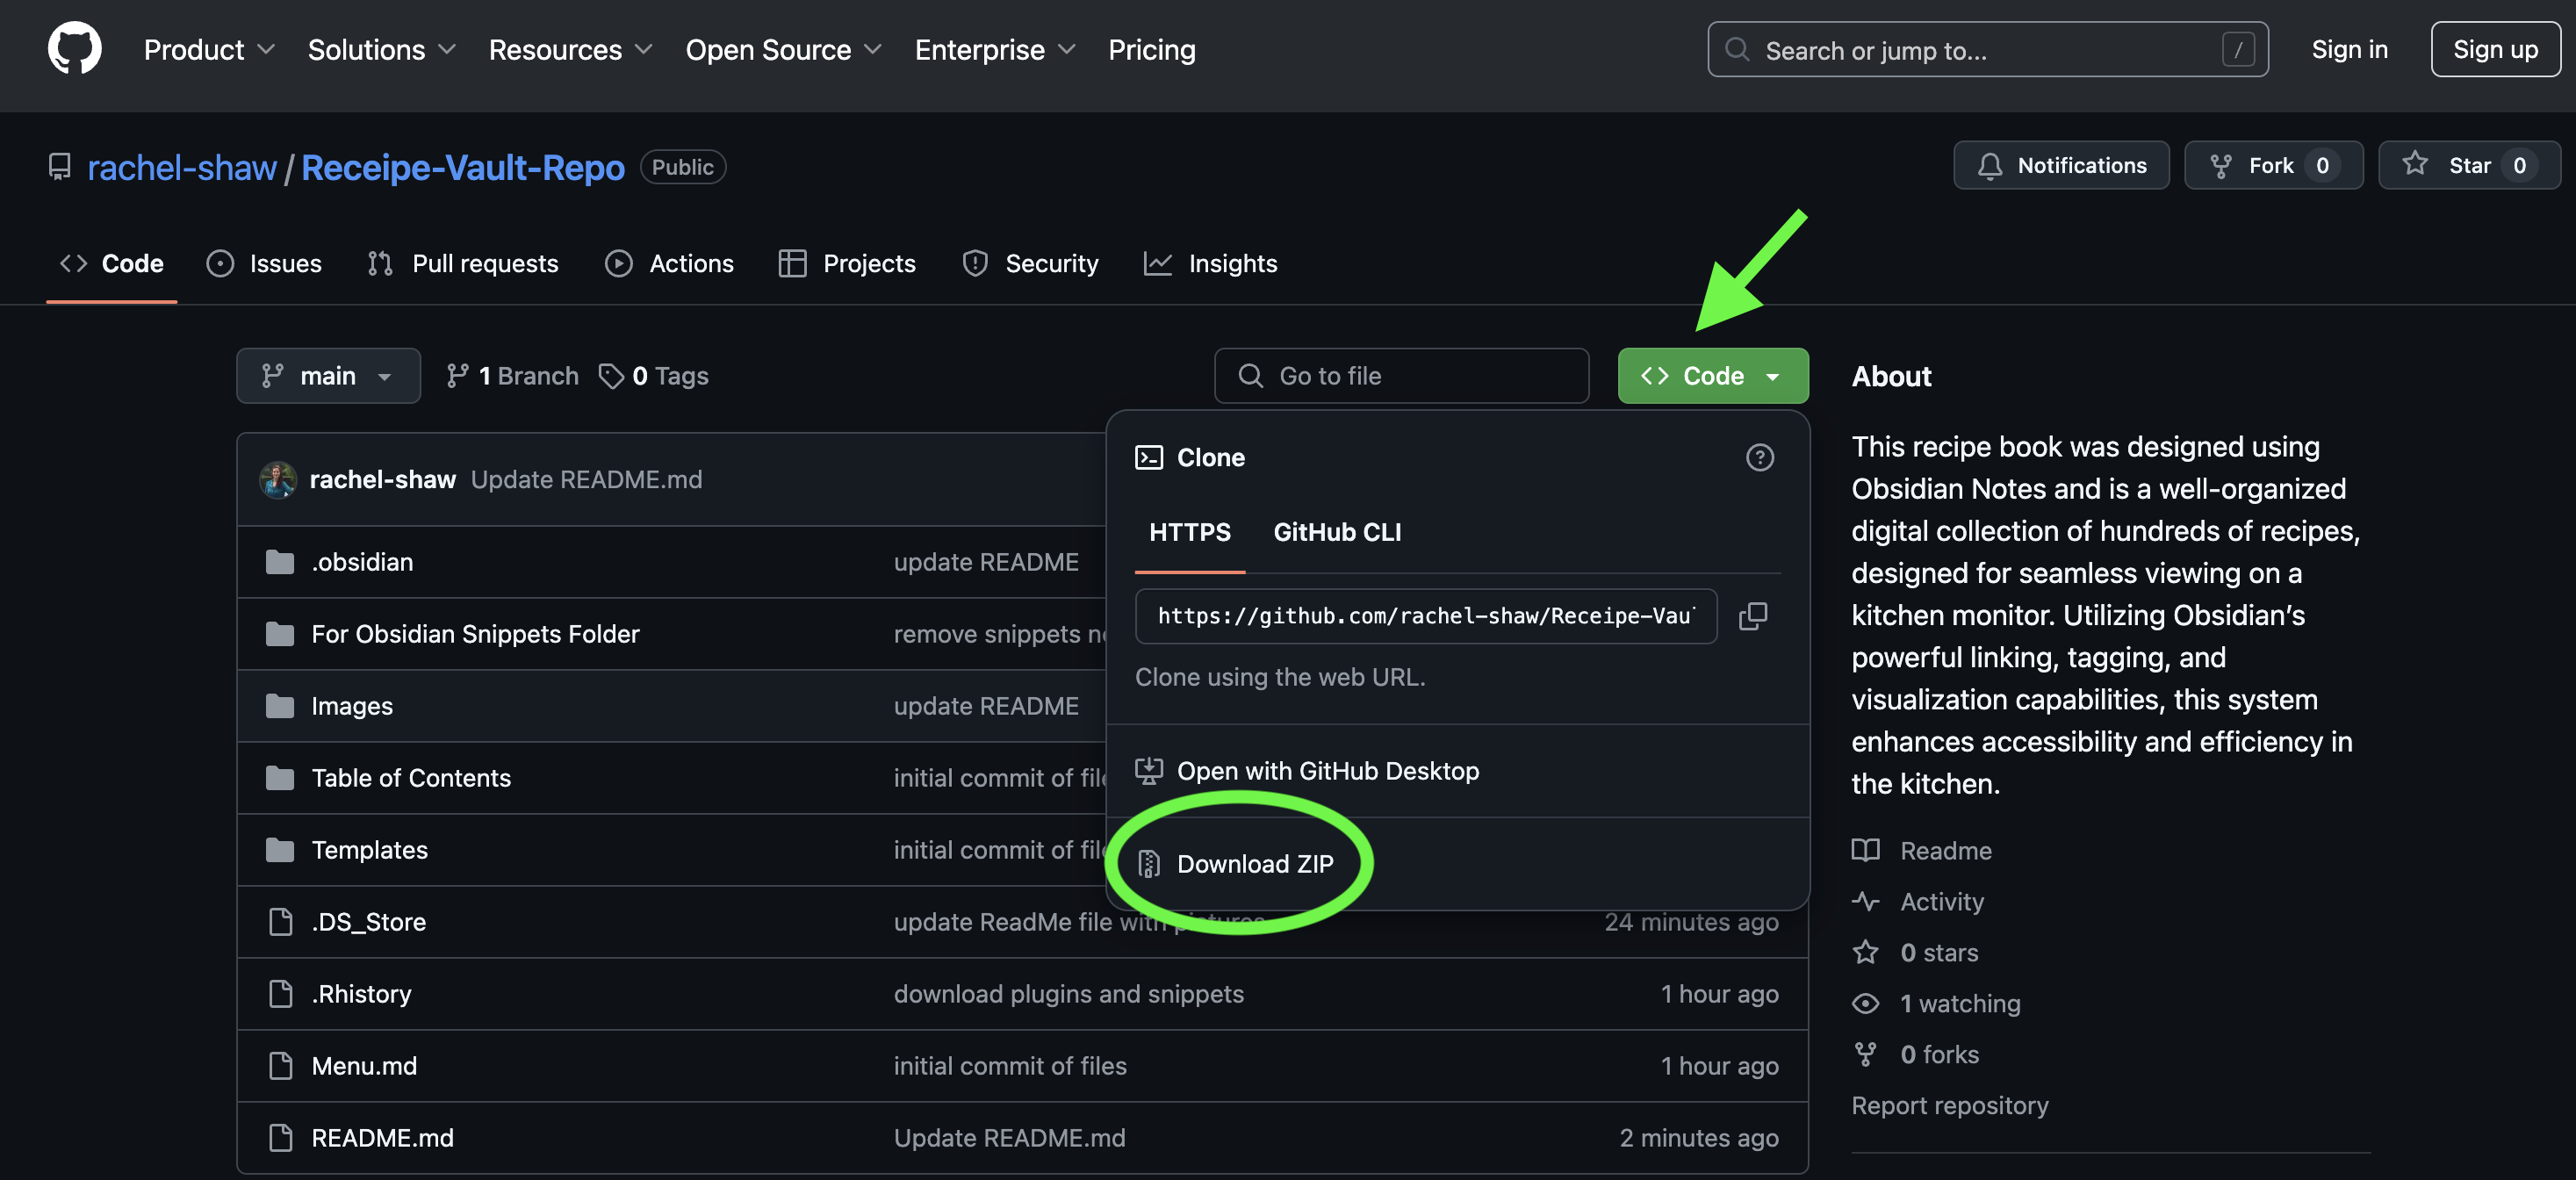 Product Solutions Resources Open Source Enterprise Pricing Search or jump to... / Sign in Sign up
rachel-shaw / Receipe-Vault-Repo Public Notifications Fork 0 Star 0
Code Issues Pull requests Actions Projects Security Insights
main 1 Branch 0 Tags Go to file Code
Clone
HTTPS GitHub CLI
https://github.com/rachel-shaw/Receipe-Vau
Clone using the web URL.
Open with GitHub Desktop
Download ZIP
rachel-shaw Update README.md
.obsidian update README
For Obsidian Snippets Folder remove snippets
Images update README
Table of Contents initial commit of
Templates initial commit of
.DS_Store update ReadMe file with pictures 24 minutes ago
.Rhistory download plugins and snippets 1 hour ago
Menu.md initial commit of files 1 hour ago
README.md Update README.md 2 minutes ago
About
This recipe book was designed using
Obsidian Notes and is a well-organized
digital collection of hundreds of recipes,
designed for seamless viewing on a
kitchen monitor. Utilizing Obsidian’s
powerful linking, tagging, and
visualization capabilities, this system
enhances accessibility and efficiency in
the kitchen.
Readme
Activity
0 stars
1 watching
0 forks
Report repository